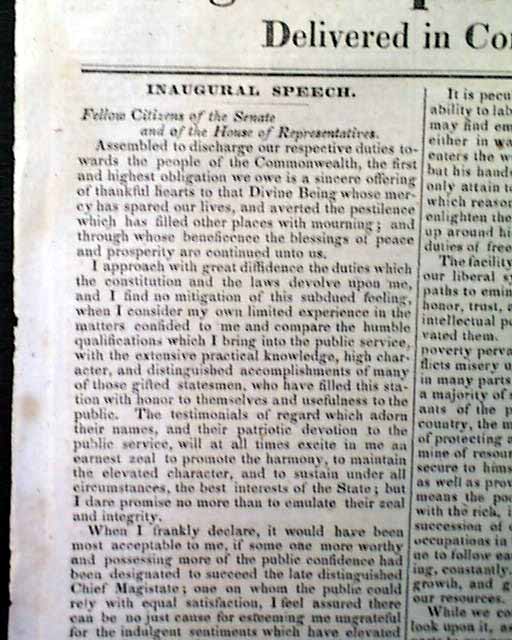 Delivered in
INAUGURAL SPEECH.
Fellow Citizens of the Senate
and of the House of Representatives.
Assembled to discharge our respective duties to-
wards the people of the Commonwealth, the first
and highest obligation we owe is a sincere offering
of thankful hearts to that Divine Being whose mer-
cy has spared our lives, and averted the pestilence
which has filled other places with mourning; and
through whose beneficence the blessings of peace
and prosperity are continued unto us.
I approach with great diffidence the duties which
the constitution and the laws devolve upon me,
and I find no mitigation of this subdued feeling,
when I consider my own limited experience in the
matters confided to me and compare the humble
qualifications which I bring into the public service,
with the extensive practical knowledge, high char-
acter, and distinguished accomplishments of many
of those gifted statesmen, who have filled this sta-
tion with honor to themselves and usefulness to the
public. The testimonials of regard which adorn
their names, and their patriotic devotion to the
public service, will at all times excite in me an
earnest zeal to promote the harmony, to maintain
the elevated character, and to sustain under all
circumstances, the best interests of the State; but
I dare promise no more than to emulate their zeal
and integrity.
When I frankly declare, it would have been
most acceptable to me, if some one more worthy
and possessing more of the public confidence had
been designated to succeed the late distinguished
Chief Magistate; one on whom the public could
rely with equal satisfaction, I feel assured there
can be no just cause for esteeming me ungrateful
for the indulgent sentiments which have elevated
It is
ability to
may find
either in
enters the
but his
only attain
which
enlighten the
up around
duties of
The facility
our liberal
paths to
honor, trust,
intellectual
vated them.
poverty
flicts misery
in many parts
a majority of
ants of the
country, the
of protecting
mine of
secure to
as well as
means the
with the rich,
succession of
occupations in
ue to follow
ing, constantly.
growth, and
our resources.
While we
look upon it,